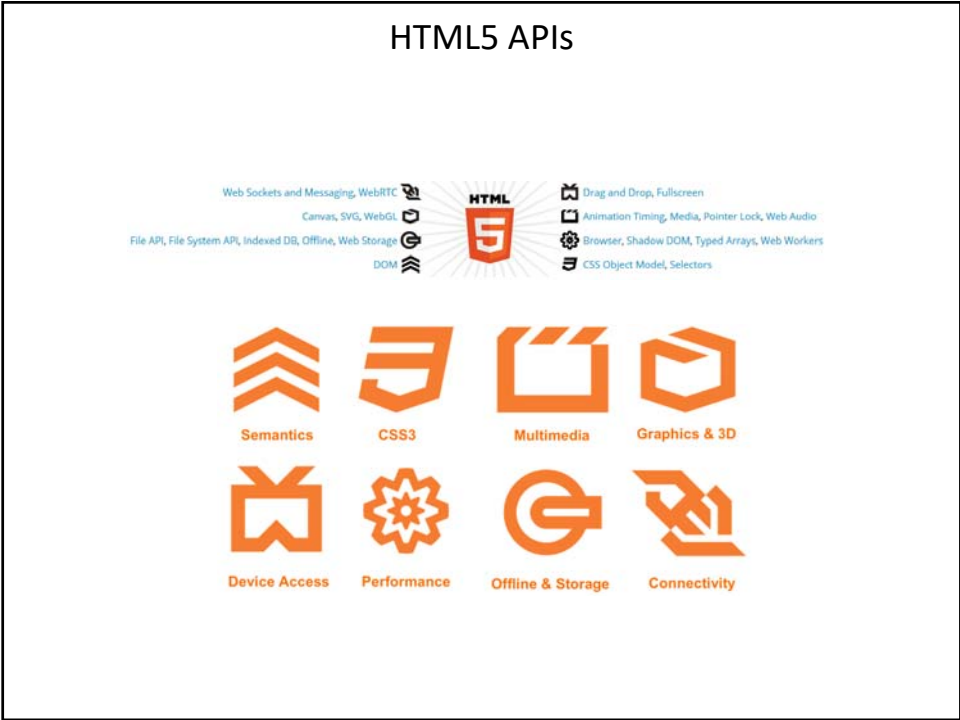 HTML5 APIs
Web Sockets and Messaging, WebRTC
Canvas, SVG, WebGL
File API, File System API, Indexed DB, Offline, Web Storage
DOM
HTML
5
Drag and Drop, Fullscreen
Animation Timing, Media, Pointer Lock, Web Audio
Browser, Shadow DOM, Typed Arrays, Web Workers
CSS Object Model, Selectors
Semantics
CSS3
Multimedia
Graphics & 3D
Device Access
Performance
Offline & Storage
Connectivity